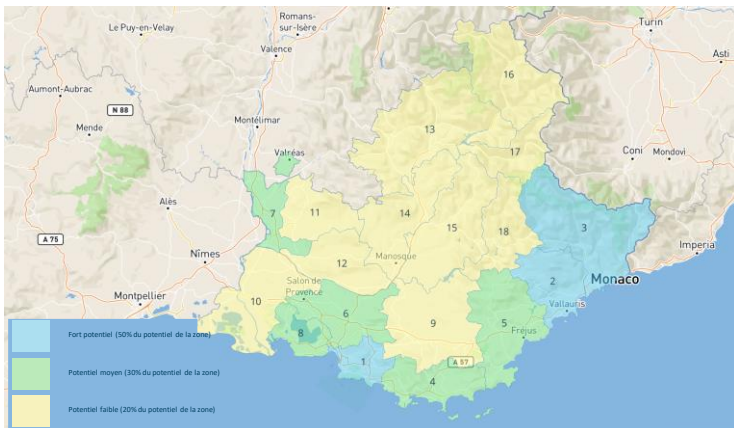 Le Puy-en-Velay
Romans-
sur-Isère
Turin
Valence
Asti
16
Aumont-Aubrac
N 88
Montélimar
13
Mende
17
Coni
Mondovì
Valréas
Alès
7
11
14
3
15
18
A 75
Nîmes
12
Manosque
Imperia
Monaco
Montpellier
Salon de
Provence
2
10
Vallauris
6
9
5
Fréjus
8
Fort potentiel (50% du potentiel de la zone)
1
A 57
Potentiel moyen (30% du potentiel de la zone)
4
Potentiel faible (20% du potentiel de la zone)